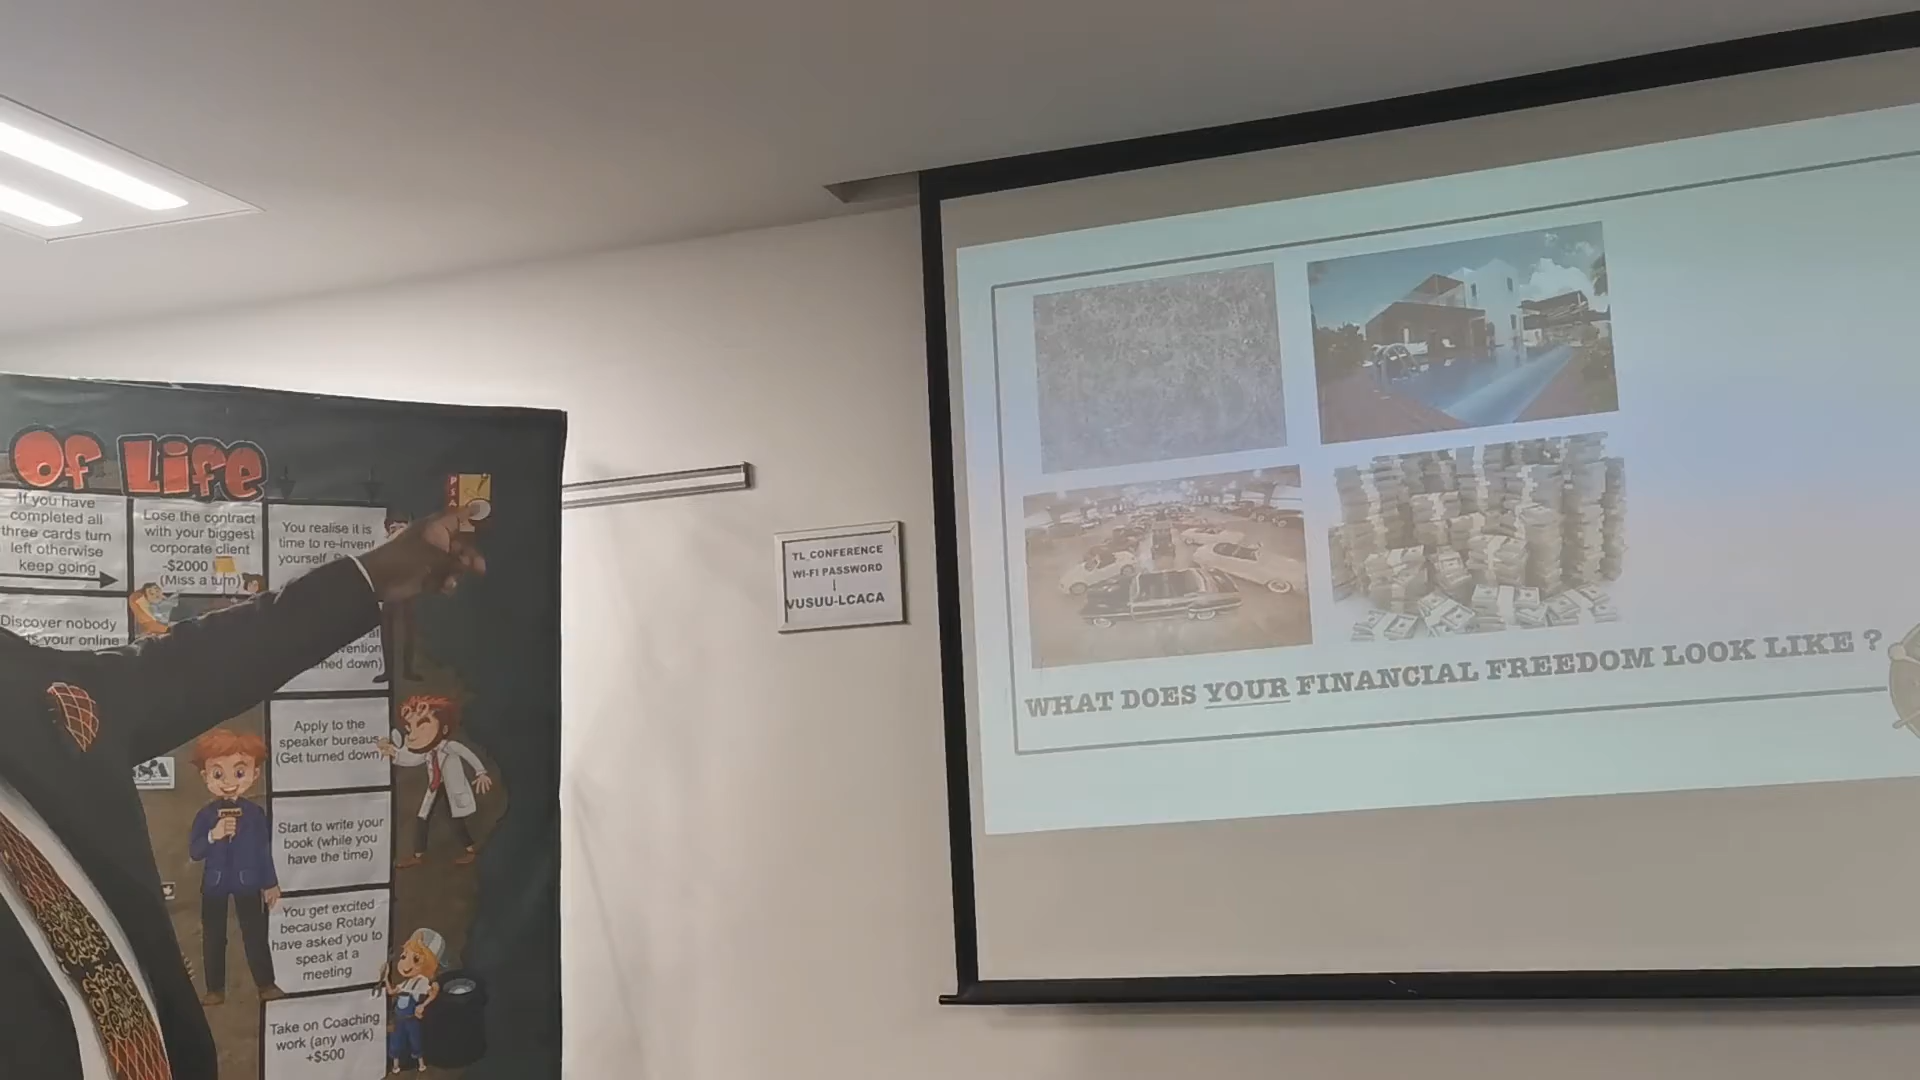 Of Life
If you have
completed all
three cards turn
left otherwise
keep going
Lose the contract
with your biggest
corporate client
-$2000
(Miss a turn)
You realise it is
time to re-invent
yourself.
Discover nobody
your online
ned down)
Apply to the
speaker bureaus
(Get turned down)
Start to write your
book (while you
have the time)
You get excited
because Rotary
have asked you to
speak at a
meeting
Take on Coaching
work (any work)
+$500
PSA
TL CONFERENCE
WI-FI PASSWORD
VUSUU-LCACA
WHAT DOES YOUR FINANCIAL FREEDOM LOOK LIKE ?